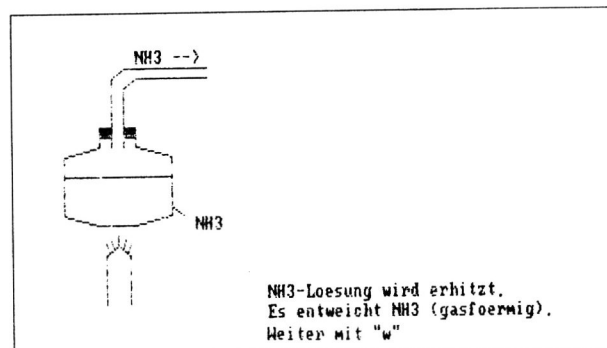 NH3 -->
NH3
NH3-Loesung wird erhitzt.
Es entweicht NH3 (gasfoermig).
Weiter mit "w"